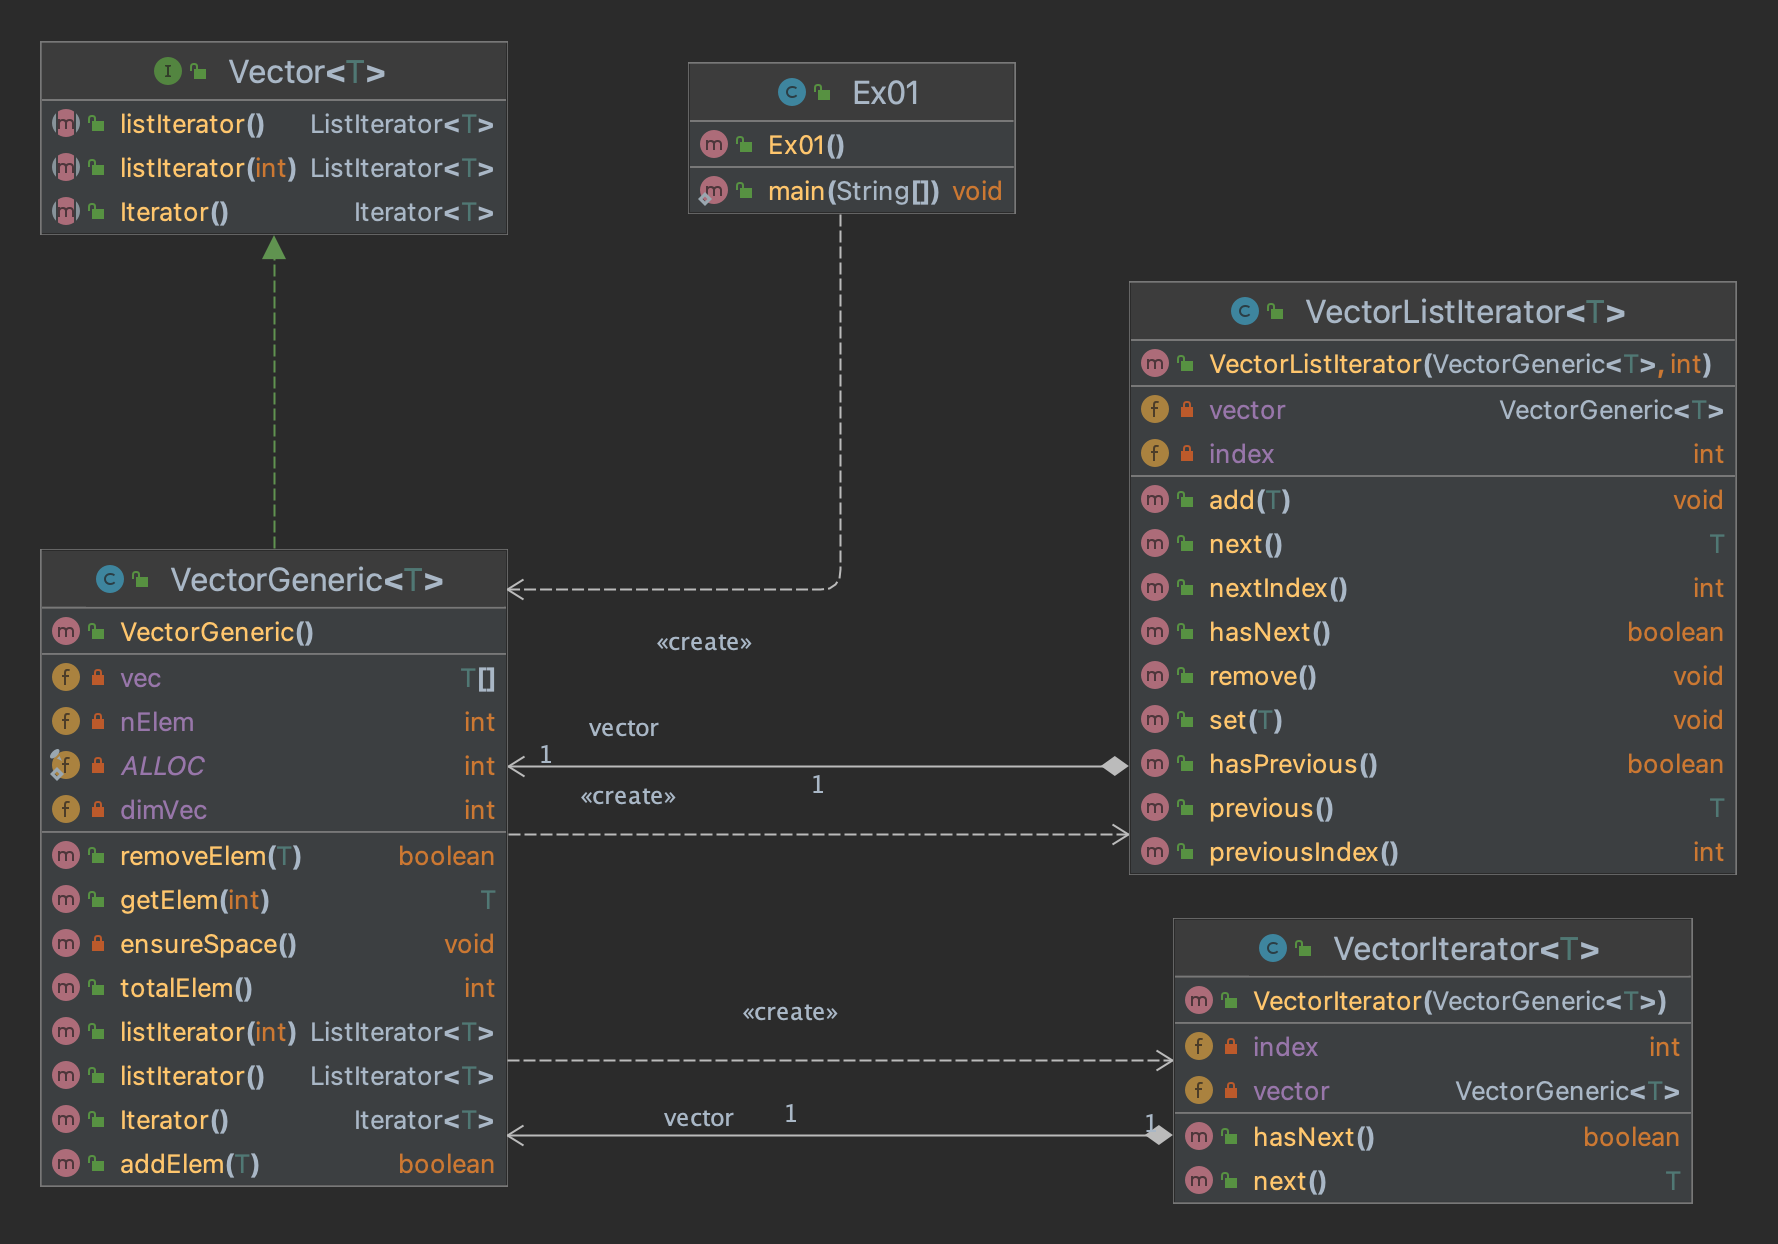 Vector<T>
listIterator() ListIterator<T>
listIterator(int) ListIterator<T>
Iterator() Iterator<T>
Ex01
Ex01()
main(String[]) void
VectorListIterator<T>
VectorListIterator(VectorGeneric<T>, int)
vector VectorGeneric<T>
index int
add(T) void
next() T
nextIndex() int
hasNext() boolean
remove() void
set(T) void
hasPrevious() boolean
previous() T
previousIndex() int
VectorGeneric<T>
VectorGeneric()
vec T[]
nElem int
ALLOC int
dimVec int
removeElem(T) boolean
getElem(int) T
ensureSpace() void
totalElem() int
listIterator(int) ListIterator<T>
listIterator() ListIterator<T>
Iterator() Iterator<T>
addElem(T) boolean
«create»
vector
1
1
«create»
«create»
vector
1
1
VectorIterator<T>
VectorIterator(VectorGeneric<T>)
index int
vector VectorGeneric<T>
hasNext() boolean
next() T